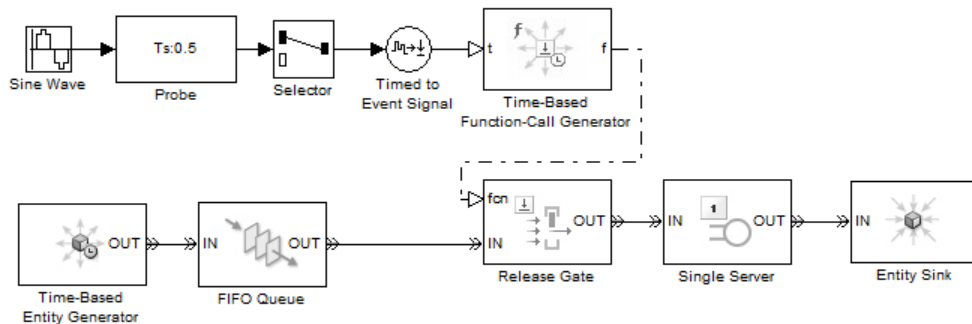 Ts:0.5
t
f
f
Sine Wave
Probe
Selector
Timed to
Event Signal
Time-Based
Function-Call Generator
fcn
IN
OUT
1
IN
OUT
IN
OUT
IN
OUT
IN
Time-Based
Entity Generator
FIFO Queue
Release Gate
Single Server
Entity Sink